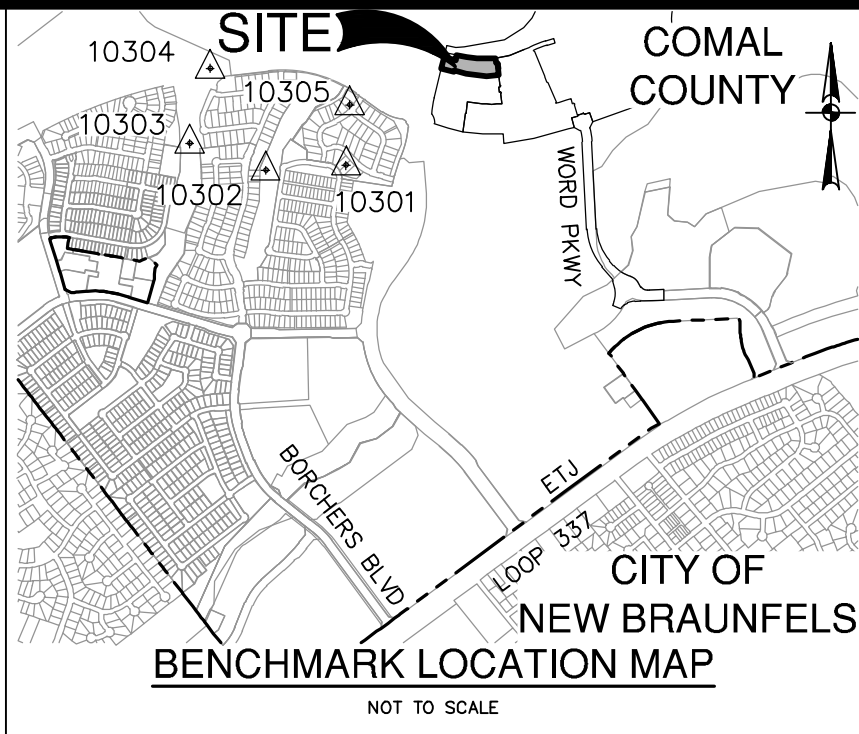 SITE
COMAL
COUNTY
10304
10305
10303
10302
10301
WORD PKWY
BORCHERS BLVD
ETJ
LOOP 337
CITY OF
NEW BRAUNFELS
BENCHMARK LOCATION MAP
NOT TO SCALE